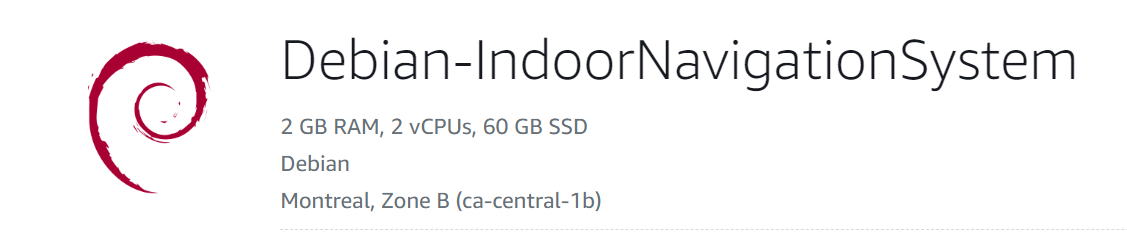 Debian-IndoorNavigationSystem
2 GB RAM, 2 vCPUs, 60 GB SSD
Debian
Montreal, Zone B (ca-central-1b)